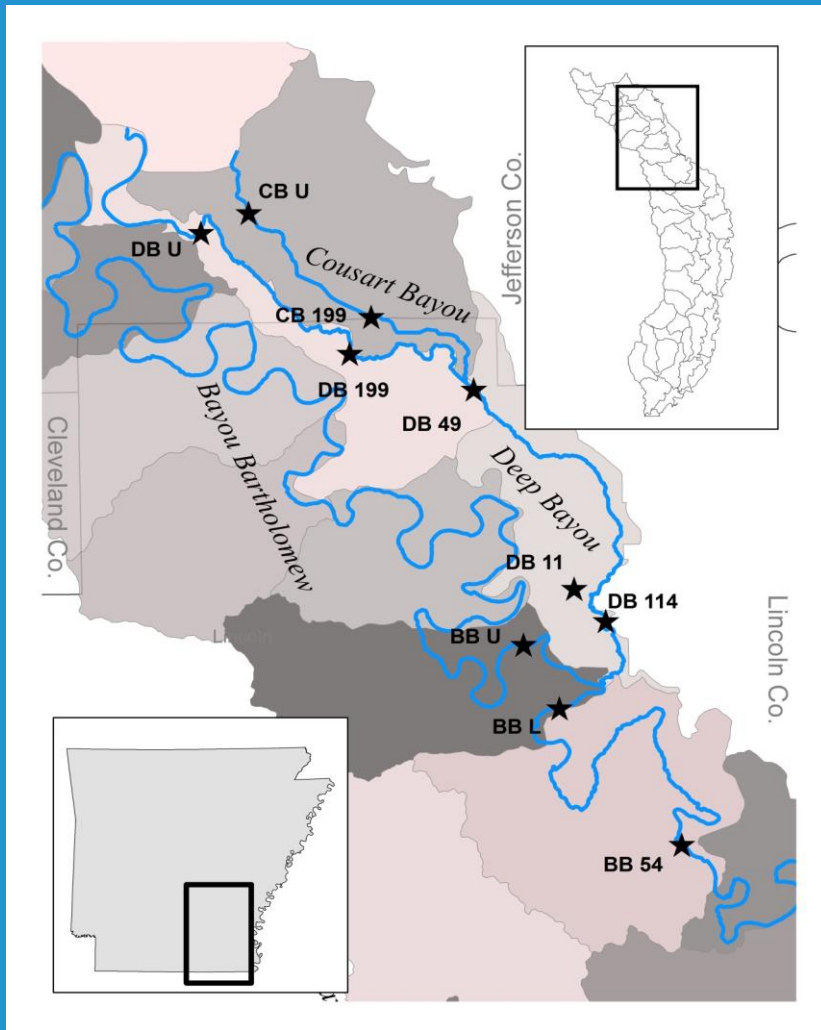 Jefferson Co.
CB U
DB U
Cousart Bayou
CB 199
DB 199
DB 49
Bayou Bartholomew
Cleveland Co.
Deep Bayou
DB 11
DB 114
Lincoln Co.
Lincoln
BB U
BB L
BB 54